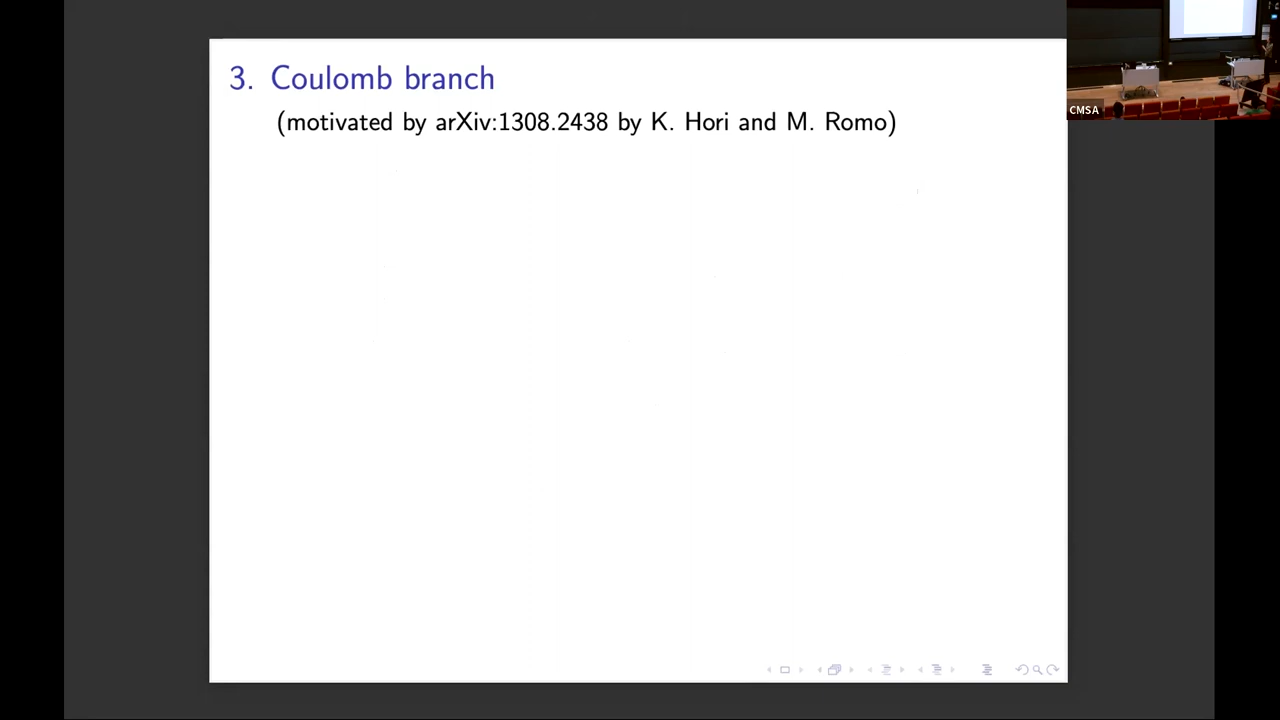 3. Coulomb branch
(motivated by arXiv:1308.2438 by K. Hori and M. Romo)
CMSA